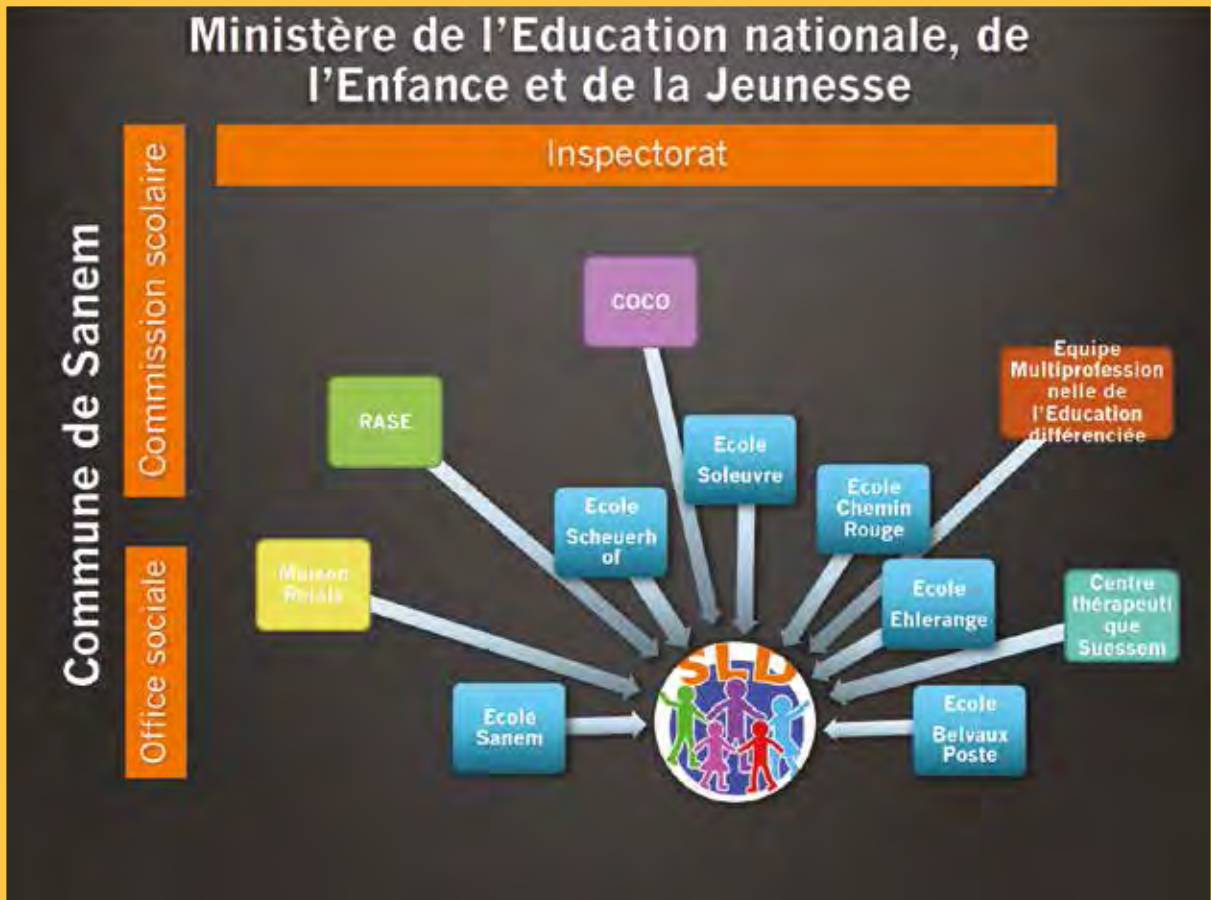 Ministère de l'Education nationale, de
l'Enfance et de la Jeunesse
Inspectorat
Commune de Sanem
Commission scolaire
Office sociale
COCO
RASE
Equipe
Multiprofession
nelle de
l'Education
différenciée
Ecole
Soleuvre
Ecole
Chemin
Rouge
Ecole
Scheuerh
of
Maison
Relais
Ecole
Ehlerange
Centre
thérapeuti
que
Suessem
Ecole
Sanem
Ecole
Belvaux
Poste
SLD